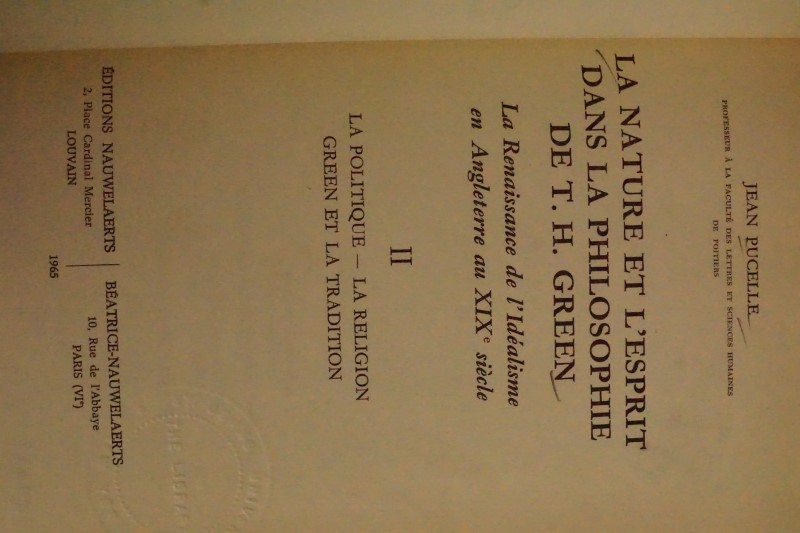 JEAN PUCELLE
PROFESSEUR À LA FACULTÉ DES LETTRES ET SCIENCES HUMAINES
DE POITIERS
LA NATURE ET L'ESPRIT
DANS LA PHILOSOPHIE
DE T. H. GREEN
La Renaissance de l'Idéalisme
en Angleterre au XIXe siècle
II
LA POLITIQUE — LA RELIGION
GREEN ET LA TRADITION
ÉDITIONS NAUWELAERTS
2, Place Cardinal Mercier
LOUVAIN
BÉATRICE-NAUWELAERTS
10, Rue de l'Abbaye
PARIS (VIe)
1965
THE LIBRA